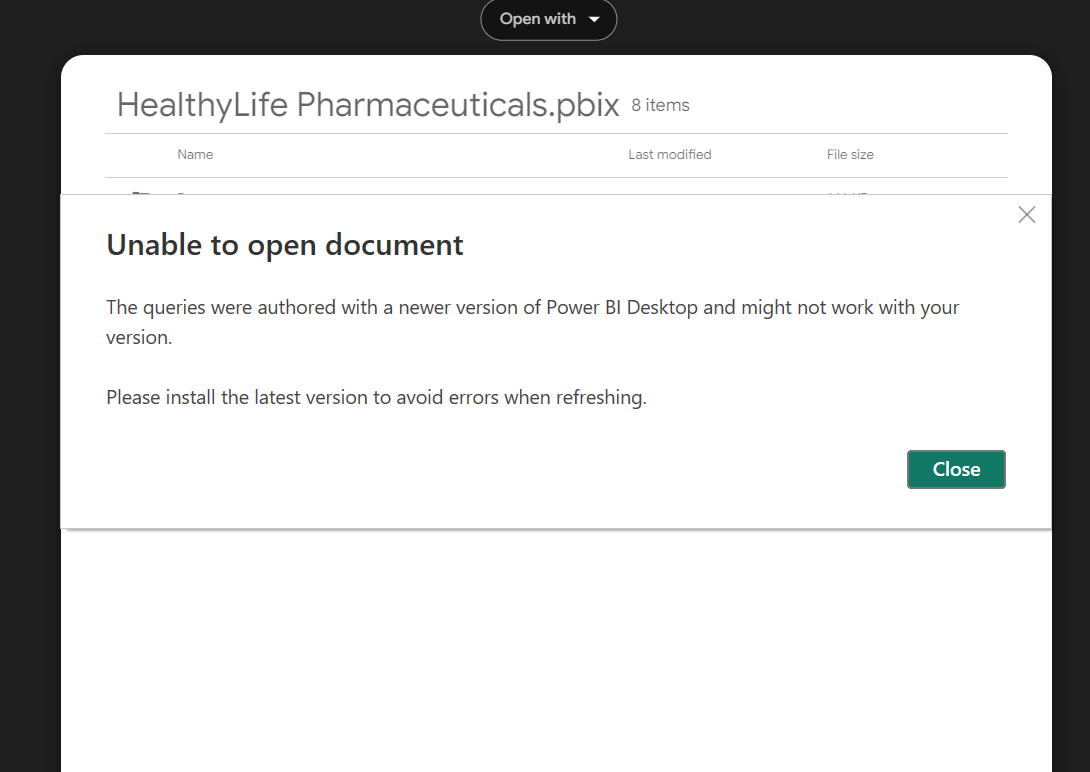 Open with
HealthyLife Pharmaceuticals.pbix 8 items
Name Last modified File size
Unable to open document
The queries were authored with a newer version of Power BI Desktop and might not work with your
version.
Please install the latest version to avoid errors when refreshing.
Close